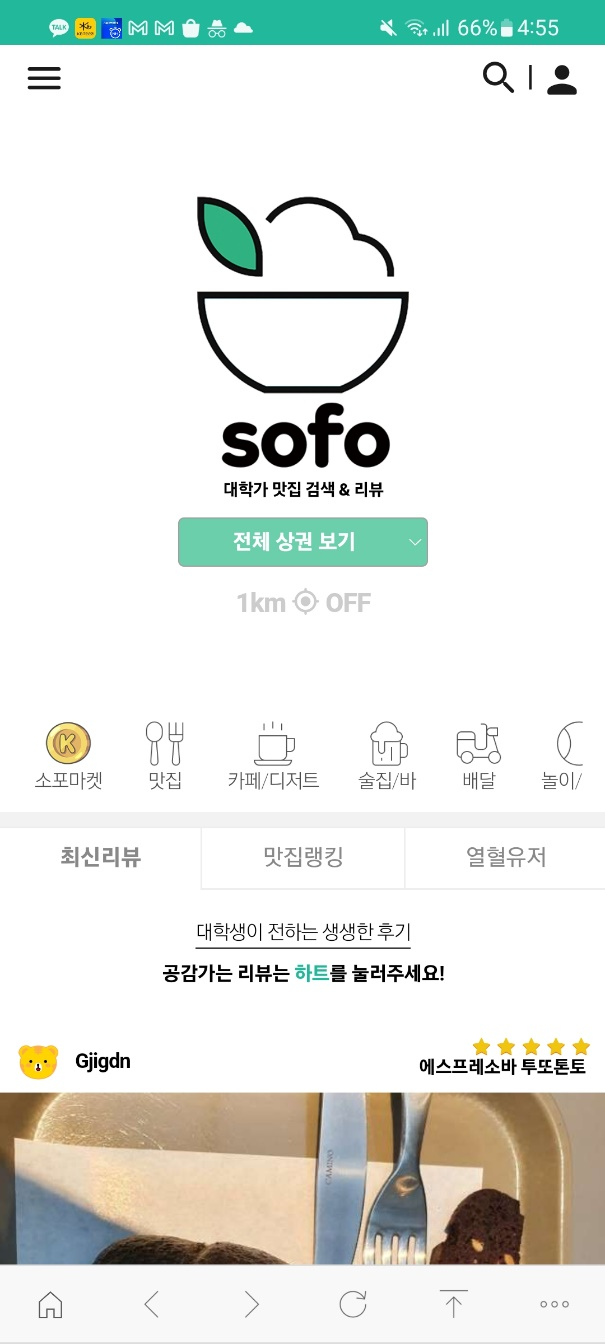 TALK
66% 4:55
sofo
대학가 맛집 검색 & 리뷰
전체 상권 보기
1km OFF
K
소포마켓 맛집 카페/디저트 술집/바 배달 놀이/
최신리뷰 맛집랭킹 열혈유저
대학생이 전하는 생생한 후기
공감가는 리뷰는 하트를 눌러주세요!
Gjigdn
에스프레소바 투또톤토
CAMINO